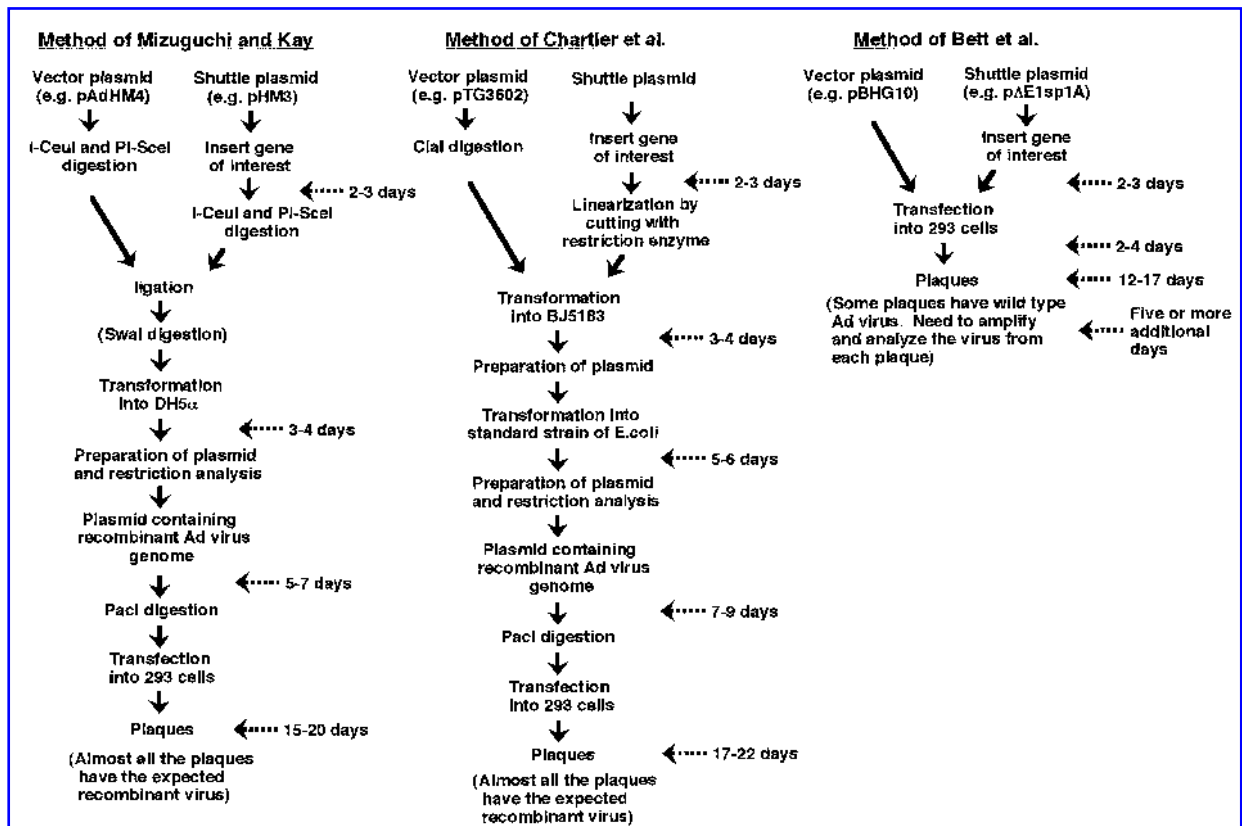 Method of Mizuguchi and Kay
Vector plasmid
(e.g. pAdHM4)
Shuttle plasmid
(e.g. pHM3)
I-CeuI and PI-SceI
digestion
Insert gene
of interest
2-3 days
I-CeuI and PI-SceI
digestion
ligation
(SwaI digestion)
Transformation
into DH5α
3-4 days
Preparation of plasmid
and restriction analysis
Plasmid containing
recombinant Ad virus
genome
5-7 days
PacI digestion
Transfection
into 293 cells
Plaques
15-20 days
(Almost all the plaques
have the expected
recombinant virus)
Method of Chartier et al.
Vector plasmid
(e.g. pTG3602)
Shuttle plasmid
ClaI digestion
Insert gene
of interest
2-3 days
Linearization by
cutting with
restriction enzyme
Transformation
into BJ5183
3-4 days
Preparation of plasmid
Transformation into
standard strain of E.coli
5-6 days
Preparation of plasmid
and restriction analysis
Plasmid containing
recombinant Ad virus
genome
7-9 days
PacI digestion
Transfection
into 293 cells
Plaques
17-22 days
(Almost all the plaques
have the expected
recombinant virus)
Method of Bett et al.
Vector plasmid
(e.g. pBHG10)
Shuttle plasmid
(e.g. pΔE1sp1A)
Insert gene
of interest
2-3 days
Transfection
into 293 cells
2-4 days
Plaques
12-17 days
(Some plaques have wild type
Ad virus. Need to amplify
and analyze the virus from
each plaque)
Five or more
additional
days